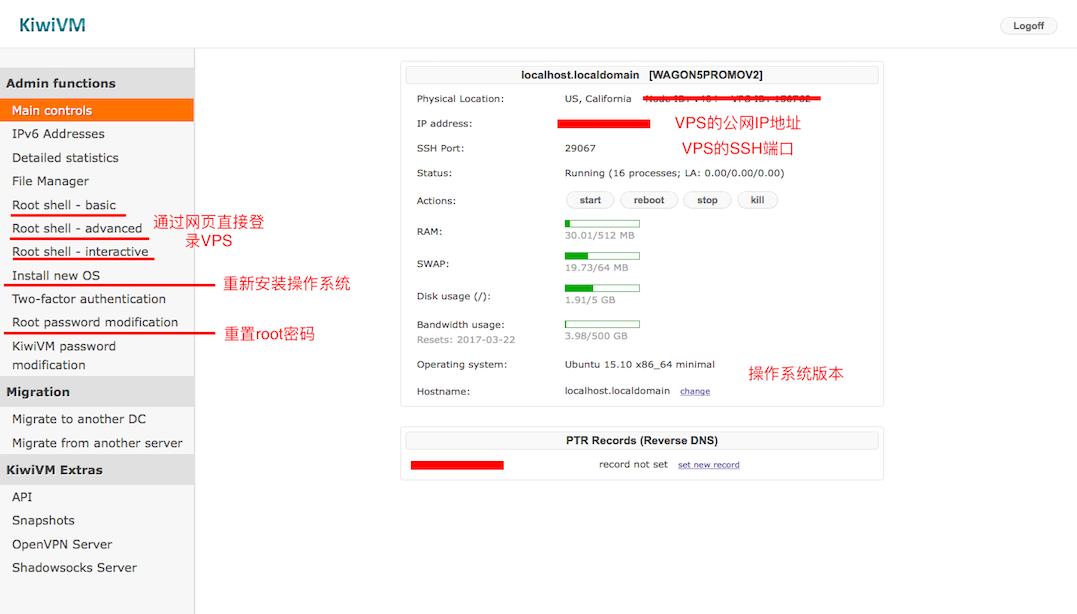 KiwiVM
Logoff
Admin functions
Main controls
IPv6 Addresses
Detailed statistics
File Manager
Root shell - basic
Root shell - advanced
Root shell - interactive
通过网页直接登
录VPS
Install new OS
重新安装操作系统
Two-factor authentication
Root password modification
重置root密码
KiwiVM password
modification
Migration
Migrate to another DC
Migrate from another server
KiwiVM Extras
API
Snapshots
OpenVPN Server
Shadowsocks Server
localhost.localdomain [WAGON5PROMOV2]
Physical Location: US, California
IP address: VPS的公网IP地址
SSH Port: 29067 VPS的SSH端口
Status: Running (16 processes; LA: 0.00/0.00/0.00)
Actions: start reboot stop kill
RAM:
30.01/512 MB
SWAP:
19.73/64 MB
Disk usage (/):
1.91/5 GB
Bandwidth usage:
Resets: 2017-03-22 3.98/500 GB
Operating system: Ubuntu 15.10 x86_64 minimal
操作系统版本
Hostname: localhost.localdomain change
PTR Records (Reverse DNS)
record not set set new record